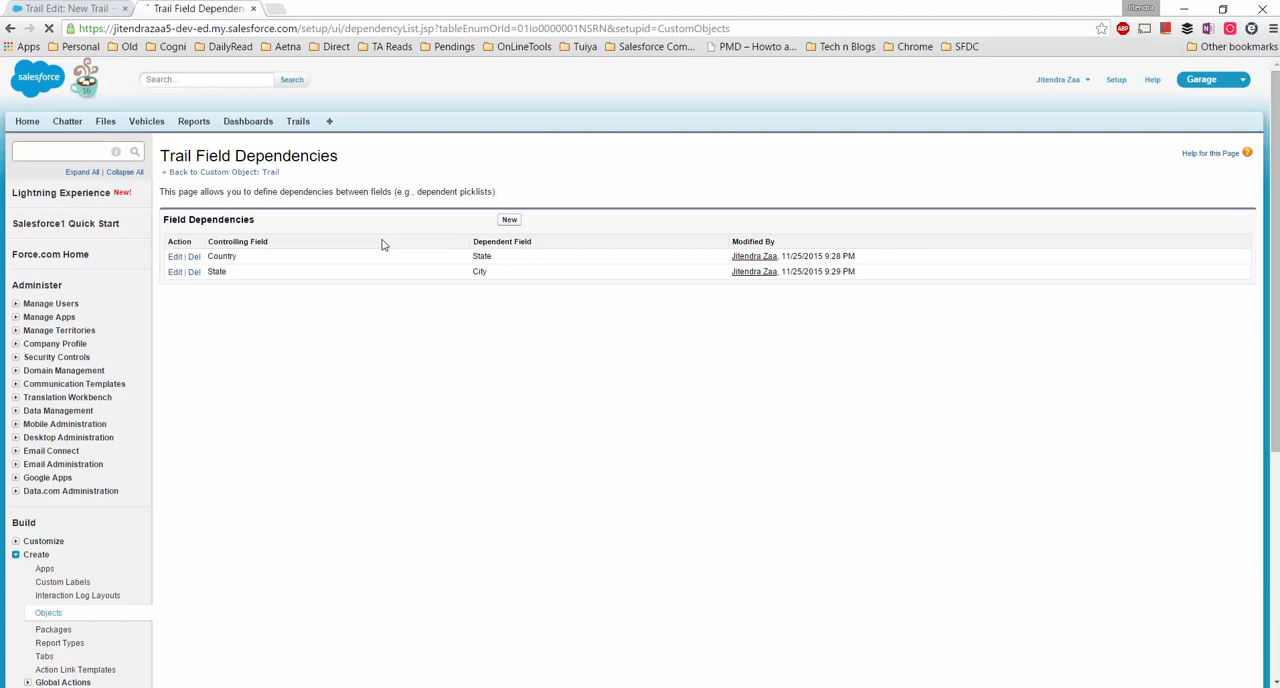 Trail Edit: New Trail -
Trail Field Dependen
Jitendra
https://jitendrazaa5-dev-ed.my.salesforce.com/setup/ui/dependencyList.jsp?tableEnumOrId=01Io0000001NSRN&setupid=CustomObjects
ABP
Apps Personal Old Cogni DailyRead Aetna Direct TA Reads Pendings OnLineTools Tuiya Salesforce Com... PMD – Howto a... Tech n Blogs Chrome SFDC Other bookmarks
salesforce
16
Search...
Search
Jitendra Zaa Setup Help Garage
Home Chatter Files Vehicles Reports Dashboards Trails +
Expand All | Collapse All
Lightning Experience New!
Salesforce1 Quick Start
Force.com Home
Administer
Manage Users
Manage Apps
Manage Territories
Company Profile
Security Controls
Domain Management
Communication Templates
Translation Workbench
Data Management
Mobile Administration
Desktop Administration
Email Connect
Email Administration
Google Apps
Data.com Administration
Build
Customize
Create
Apps
Custom Labels
Interaction Log Layouts
Objects
Packages
Report Types
Tabs
Action Link Templates
Global Actions
Trail Field Dependencies
Help for this Page
« Back to Custom Object: Trail
This page allows you to define dependencies between fields (e.g., dependent picklists).
Field Dependencies New
Action Controlling Field Dependent Field Modified By
Edit | Del Country State Jitendra Zaa, 11/25/2015 9:28 PM
Edit | Del State City Jitendra Zaa, 11/25/2015 9:29 PM